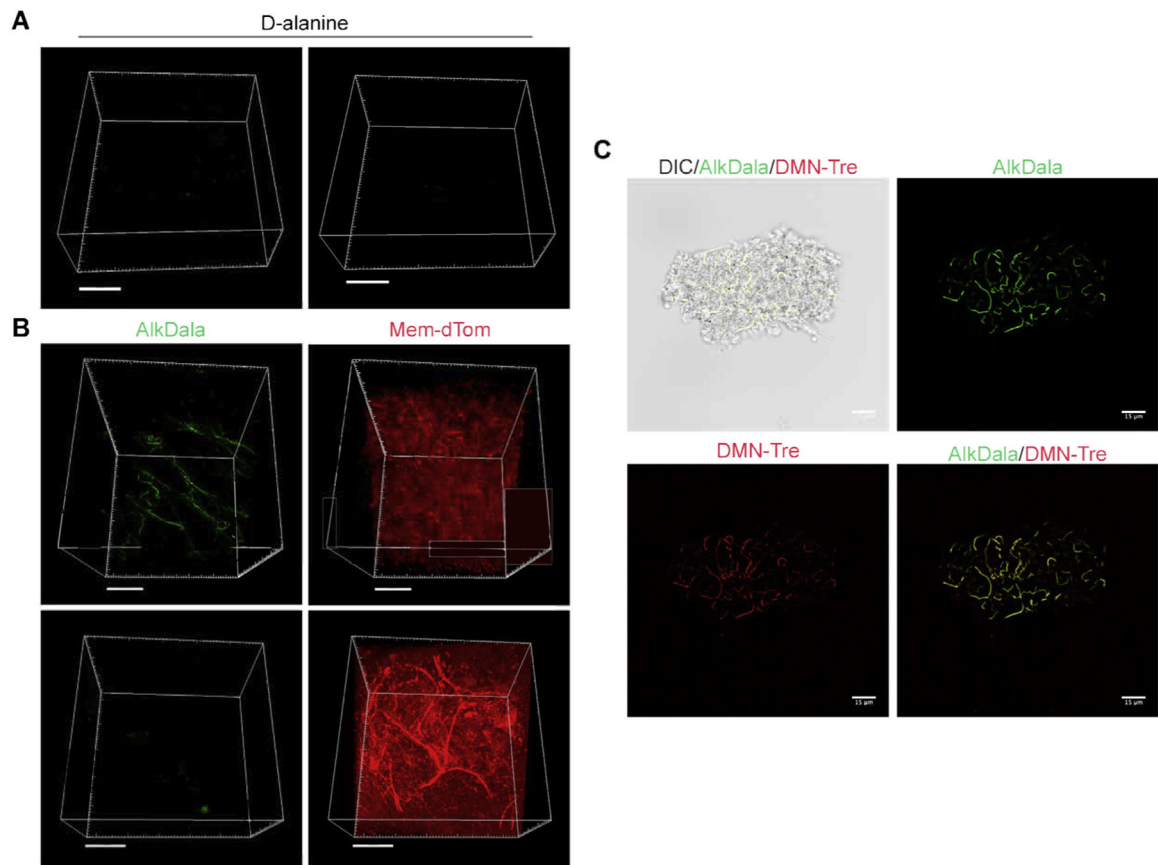 A
D-alanine
B
AlkDala
Mem-dTom
C
DIC/AlkDala/DMN-Tre
AlkDala
15 µm
DMN-Tre
AlkDala/DMN-Tre
15 µm
15 µm